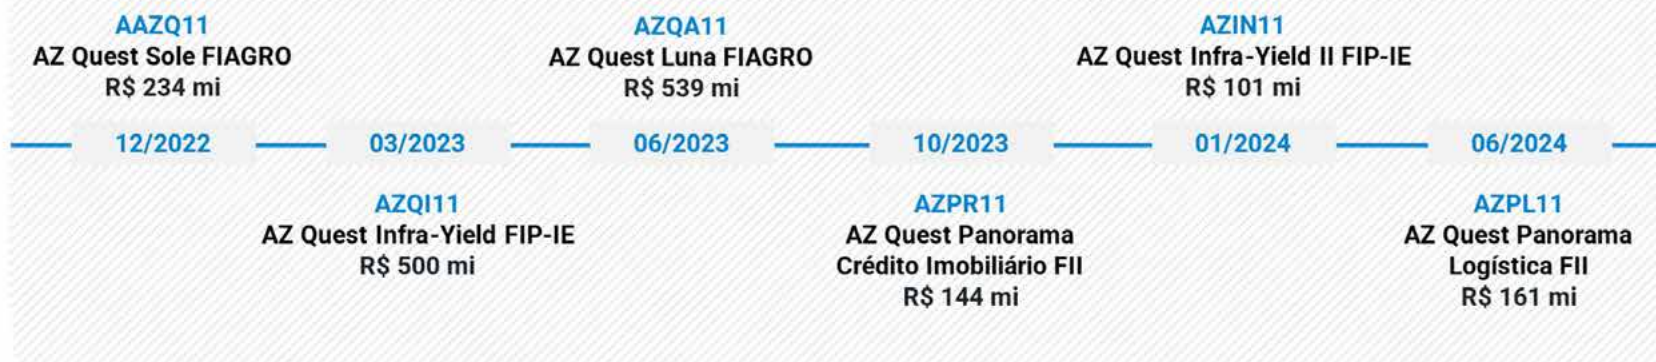 AAZQ11
AZ Quest Sole FIAGRO
R$ 234 mi
AZQA11
AZ Quest Luna FIAGRO
R$ 539 mi
AZIN11
AZ Quest Infra-Yield II FIP-IE
R$ 101 mi
12/2022
03/2023
06/2023
10/2023
01/2024
06/2024
AZQI11
AZ Quest Infra-Yield FIP-IE
R$ 500 mi
AZPR11
AZ Quest Panorama
Crédito Imobiliário FII
R$ 144 mi
AZPL11
AZ Quest Panorama
Logística FII
R$ 161 mi